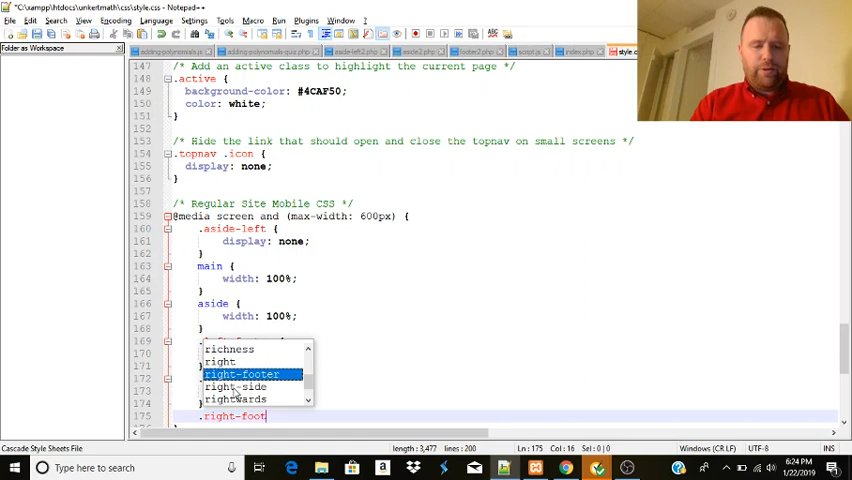 *C:\xampp\htdocs\unkertmath\css\style.css - Notepad++
File Edit Search View Encoding Language Settings Tools Macro Run Plugins Window ?
Folder as Workspace
adding-polynomials.js adding-polynomials-quiz.php aside-left2.php aside2.php footer2.php script.js index.php style.css
147 /* Add an active class to highlight the current page */
148 .active {
149 background-color: #4CAF50;
150 color: white;
151 }
152
153 /* Hide the link that should open and close the topnav on small screens */
154 .topnav .icon {
155 display: none;
156 }
157
158 /* Regular Site Mobile CSS */
159 @media screen and (max-width: 600px) {
160 .aside-left {
161 display: none;
162 }
163 main {
164 width: 100%;
165 }
166 aside {
167 width: 100%;
168 }
169
richness
170 right
171 right-footer
172 right-side
173 rightwards
174 }
175 .right-foot
Cascade Style Sheets File length : 3,477 lines : 200 Ln : 175 Col : 16 Sel : 0 | 0 Windows (CR LF) UTF-8 INS
Type here to search
6:24 PM
1/22/2019